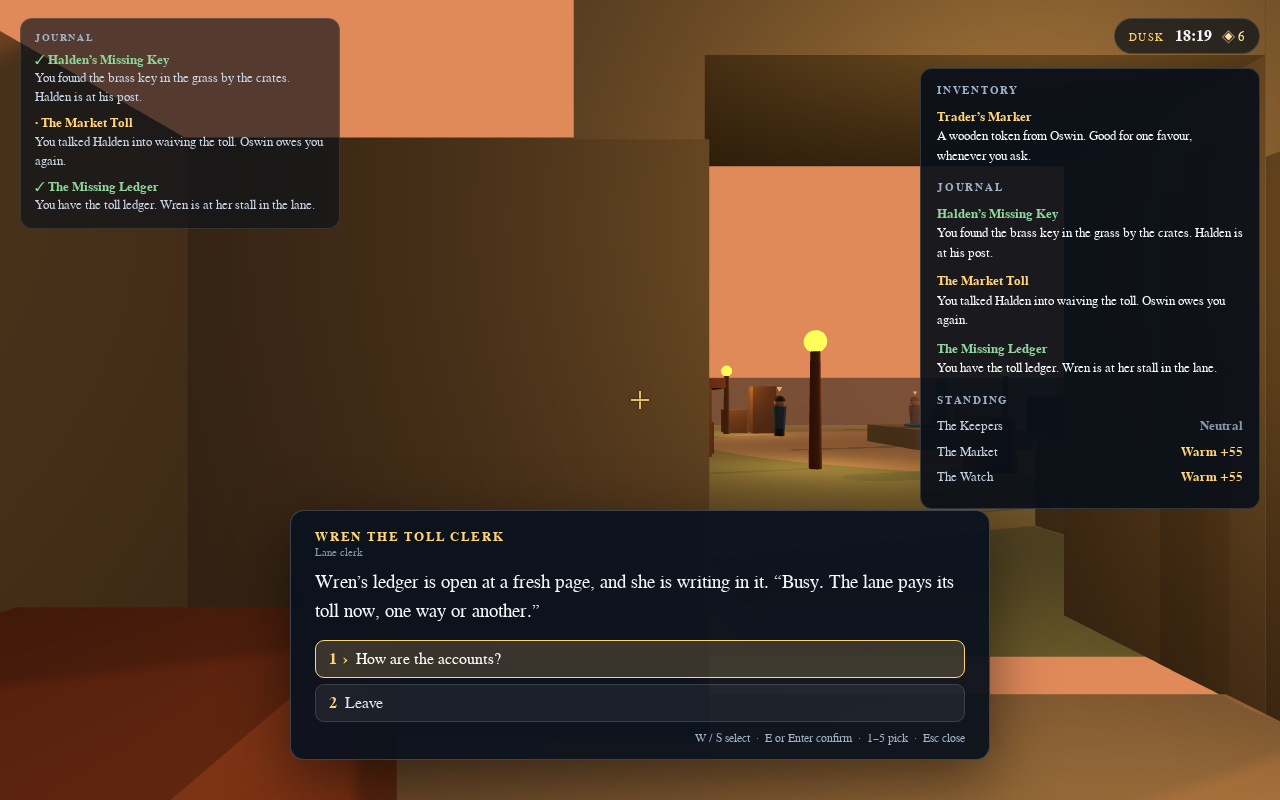 JOURNAL
✓ Halden's Missing Key
You found the brass key in the grass by the crates.
Halden is at his post.
· The Market Toll
You talked Halden into waiving the toll. Oswin owes you
again.
✓ The Missing Ledger
You have the toll ledger. Wren is at her stall in the lane.
DUSK 18:19 ◈ 6
INVENTORY
Trader's Marker
A wooden token from Oswin. Good for one favour,
whenever you ask.
JOURNAL
Halden's Missing Key
You found the brass key in the grass by the crates. Halden is
at his post.
The Market Toll
You talked Halden into waiving the toll. Oswin owes you
again.
The Missing Ledger
You have the toll ledger. Wren is at her stall in the lane.
STANDING
The Keepers Neutral
The Market Warm +55
The Watch Warm +55
WREN THE TOLL CLERK
Lane clerk
Wren's ledger is open at a fresh page, and she is writing in it. “Busy. The lane pays its
toll now, one way or another.”
1 › How are the accounts?
2 Leave
W / S select · E or Enter confirm · 1–5 pick · Esc close